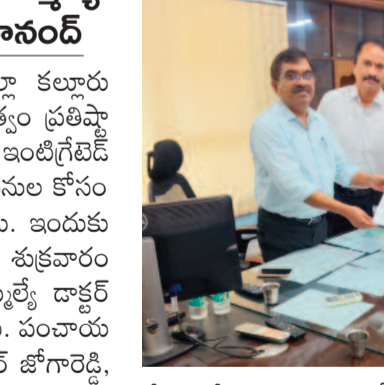 ానంద్
ల్లా కల్లూరు
త్వం ప్రతిష్టా
ఇంటిగ్రేటెడ్
నుల కోసం
ు. ఇందుకు
శుక్రవారం
మ్మెల్యే డాక్టర్
ు. పంచాయ
ర్ జోగారెడ్డి,